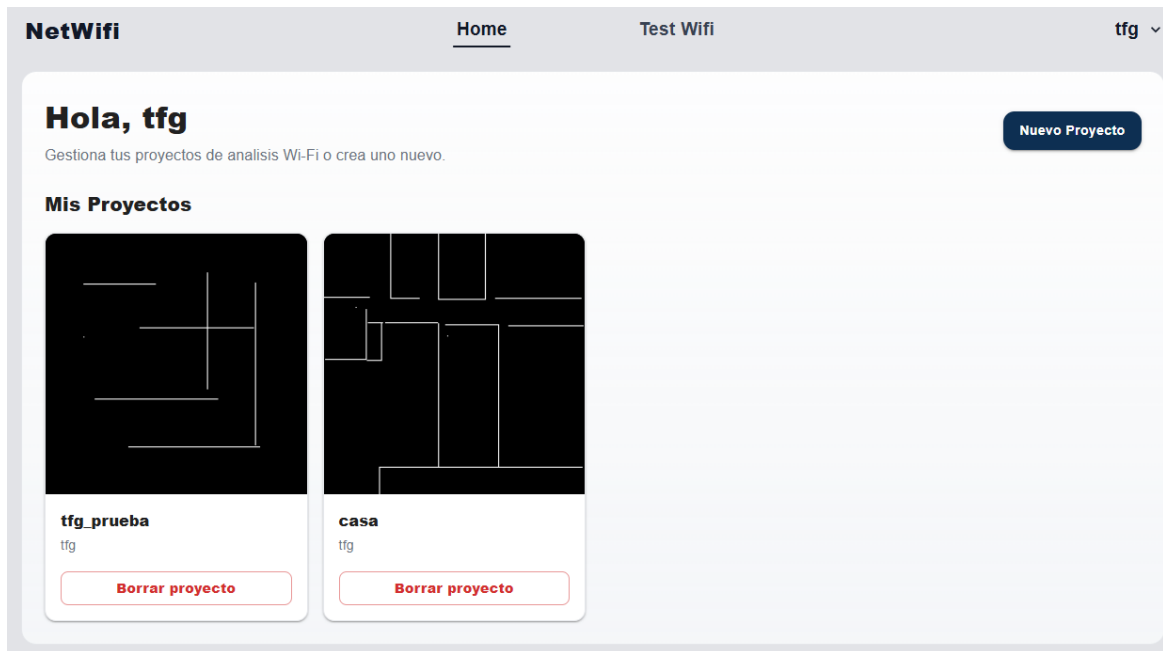 NetWifi
Home
Test Wifi
tfg
Hola, tfg
Gestiona tus proyectos de analisis Wi-Fi o crea uno nuevo.
Nuevo Proyecto
Mis Proyectos
tfg_prueba
tfg
Borrar proyecto
casa
tfg
Borrar proyecto